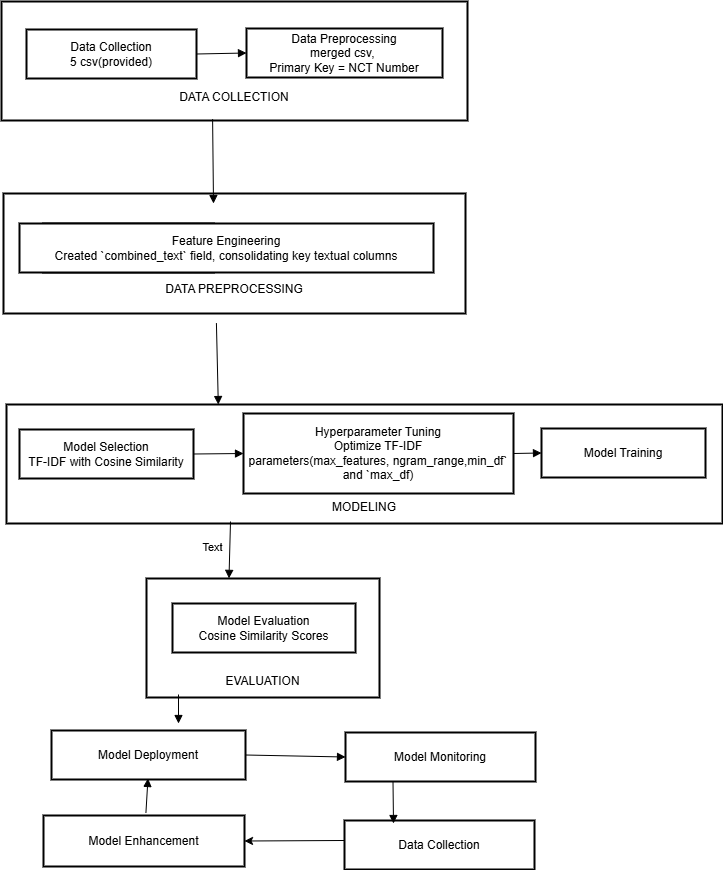 Data Collection
5 csv(provided)
Data Preprocessing
merged csv,
Primary Key = NCT Number
DATA COLLECTION
Feature Engineering
Created `combined_text` field, consolidating key textual columns
DATA PREPROCESSING
Model Selection
TF-IDF with Cosine Similarity
Hyperparameter Tuning
Optimize TF-IDF
parameters(max_features, ngram_range,min_df`
and `max_df)
Model Training
MODELING
Text
Model Evaluation
Cosine Similarity Scores
EVALUATION
Model Deployment
Model Monitoring
Model Enhancement
Data Collection